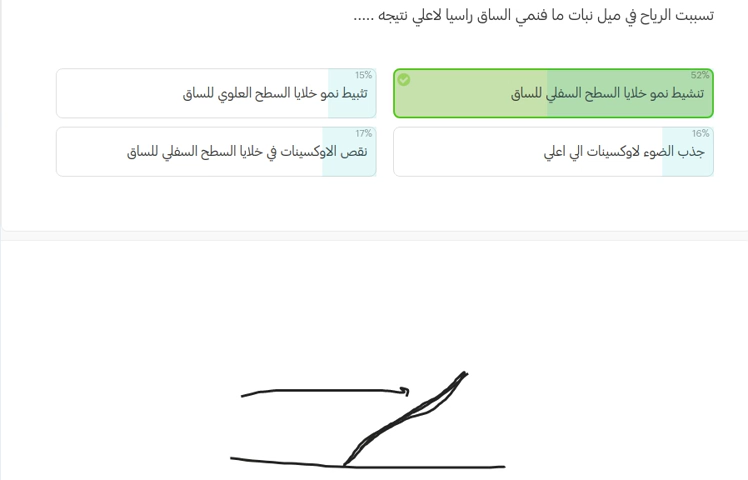 تسببت الرياح في ميل نبات ما فنمي الساق راسيا لاعلي نتيجه .....
52%
تنشيط نمو خلايا السطح السفلي للساق
15%
تثبيط نمو خلايا السطح العلوي للساق
16%
جذب الضوء لاوكسينات الي اعلي
17%
نقص الاوكسينات في خلايا السطح السفلي للساق